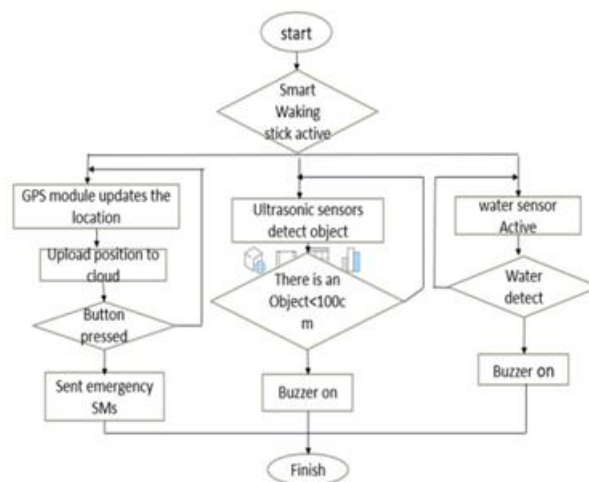 start
Smart
Waking
stick active
GPS module updates the
location
Upload position to
cloud
Button
pressed
Sent emergency
SMs
Ultrasonic sensors
detect object
There is an
Object<100c
m
Buzzer on
water sensor
Active
Water
detect
Buzzer on
Finish